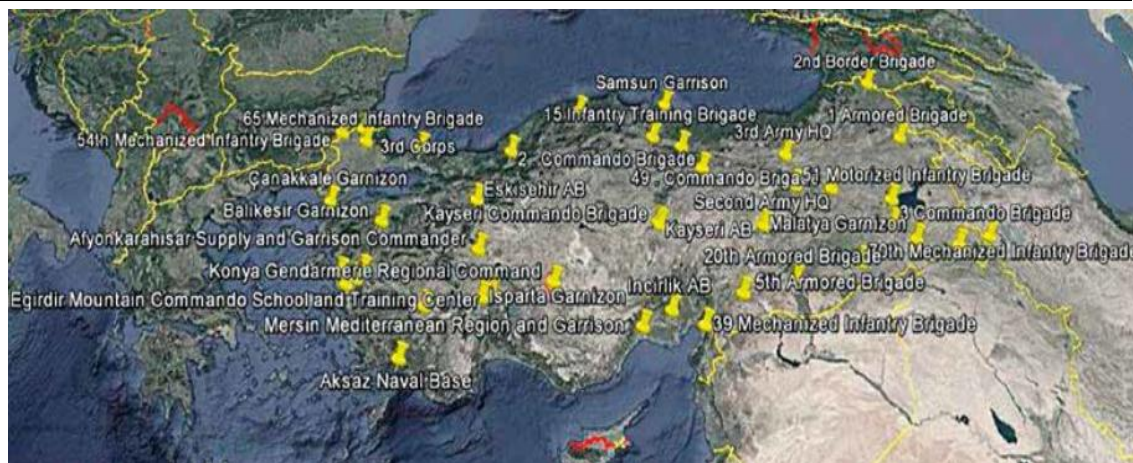 2nd Border Brigade
Samsun Garrison
65 Mechanized Infantry Brigade
15 Infantry Training Brigade
1 Armored Brigade
54th Mechanized Infantry Brigade
3rd Corps
3rd Army HQ
2 . Commando Brigade
Çanakkale Garnizon
49 . Commando Briga
51 Motorized Infantry Brigade
Eskisehir AB
Second Army HQ
Balikesir Garnizon
Kayseri Commando Brigade
3 Commando Brigade
Kayseri AB
Malatya Garnizon
Afyonkarahisar Supply and Garrison Commander
20th Armored Brigade
Mechanized Infantry Brigade
Konya Gendarmerie Regional Command
Incirlik AB
5th Armored Brigade
Egirdir Mountain Commando School and Training Center
Isparta Garnizon
Mersin Mediterranean Region and Garrison
39 Mechanized Infantry Brigade
Aksaz Naval Base